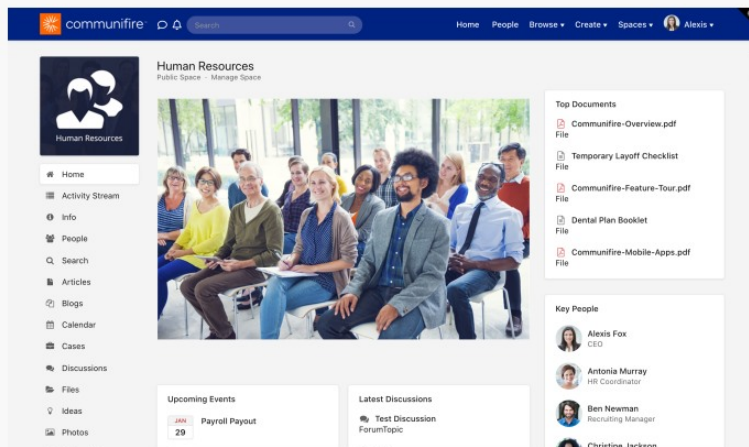 communifire
Search
Home People Browse Create Spaces Alexis
Human Resources
Public Space - Manage Space
Human Resources
Home
Activity Stream
Info
People
Search
Articles
Blogs
Calendar
Cases
Discussions
Files
Ideas
Photos
Upcoming Events
JAN
29
Payroll Payout
Latest Discussions
Test Discussion
ForumTopic
Top Documents
Communifire-Overview.pdf
File
Temporary Layoff Checklist
File
Communifire-Feature-Tour.pdf
File
Dental Plan Booklet
File
Communifire-Mobile-Apps.pdf
File
Key People
Alexis Fox
CEO
Antonia Murray
HR Coordinator
Ben Newman
Recruiting Manager
Christine Jackson